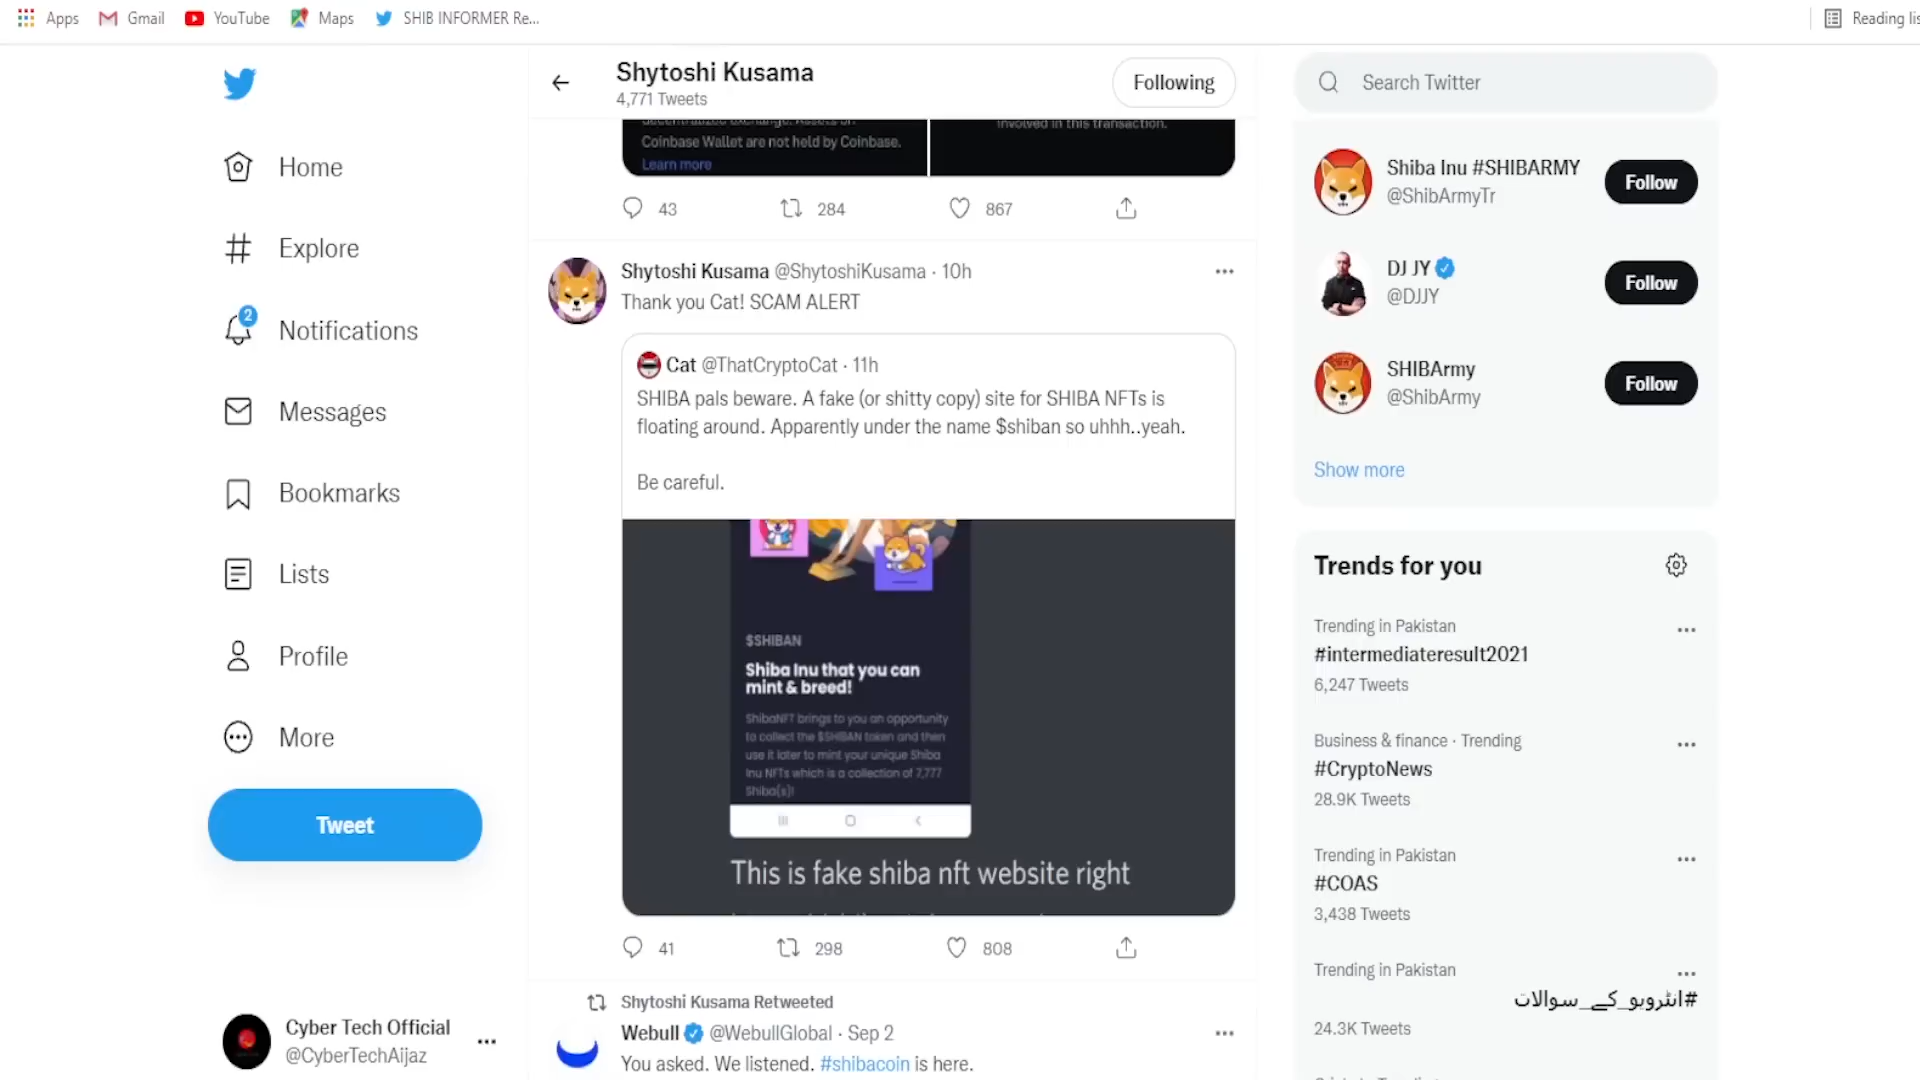 Apps
Gmail
YouTube
Maps
SHIB INFORMER Re...
Reading lis
Shytoshi Kusama
4,771 Tweets
Following
Search Twitter
Home
Explore
2
Notifications
Messages
Bookmarks
Lists
Profile
More
Tweet
Cyber Tech Official
@CyberTechAijaz
decentralized exchange. Assets on
Coinbase Wallet are not held by Coinbase.
Learn more
involved in this transaction.
43
284
867
Shytoshi Kusama @ShytoshiKusama · 10h
Thank you Cat! SCAM ALERT
Cat @ThatCryptoCat · 11h
SHIBA pals beware. A fake (or shitty copy) site for SHIBA NFTs is
floating around. Apparently under the name $shiban so uhhh..yeah.
Be careful.
$SHIBAN
Shiba Inu that you can
mint & breed!
ShibaNFT brings to you an opportunity
to collect the $SHIBAN token and then
use it later to mint your unique Shiba
Inu NFTs which is a collection of 7,777
Shiba(s)!
This is fake shiba nft website right
41
298
808
Shytoshi Kusama Retweeted
Webull @WebullGlobal · Sep 2
You asked. We listened. #shibacoin is here.
Shiba Inu #SHIBARMY
@ShibArmyTr
Follow
DJ JY
@DJJY
Follow
SHIBArmy
@ShibArmy
Follow
Show more
Trends for you
Trending in Pakistan
#intermediateresult2021
6,247 Tweets
Business & finance · Trending
#CryptoNews
28.9K Tweets
Trending in Pakistan
#COAS
3,438 Tweets
Trending in Pakistan
#انٹرویو_کے_سوالات
24.3K Tweets